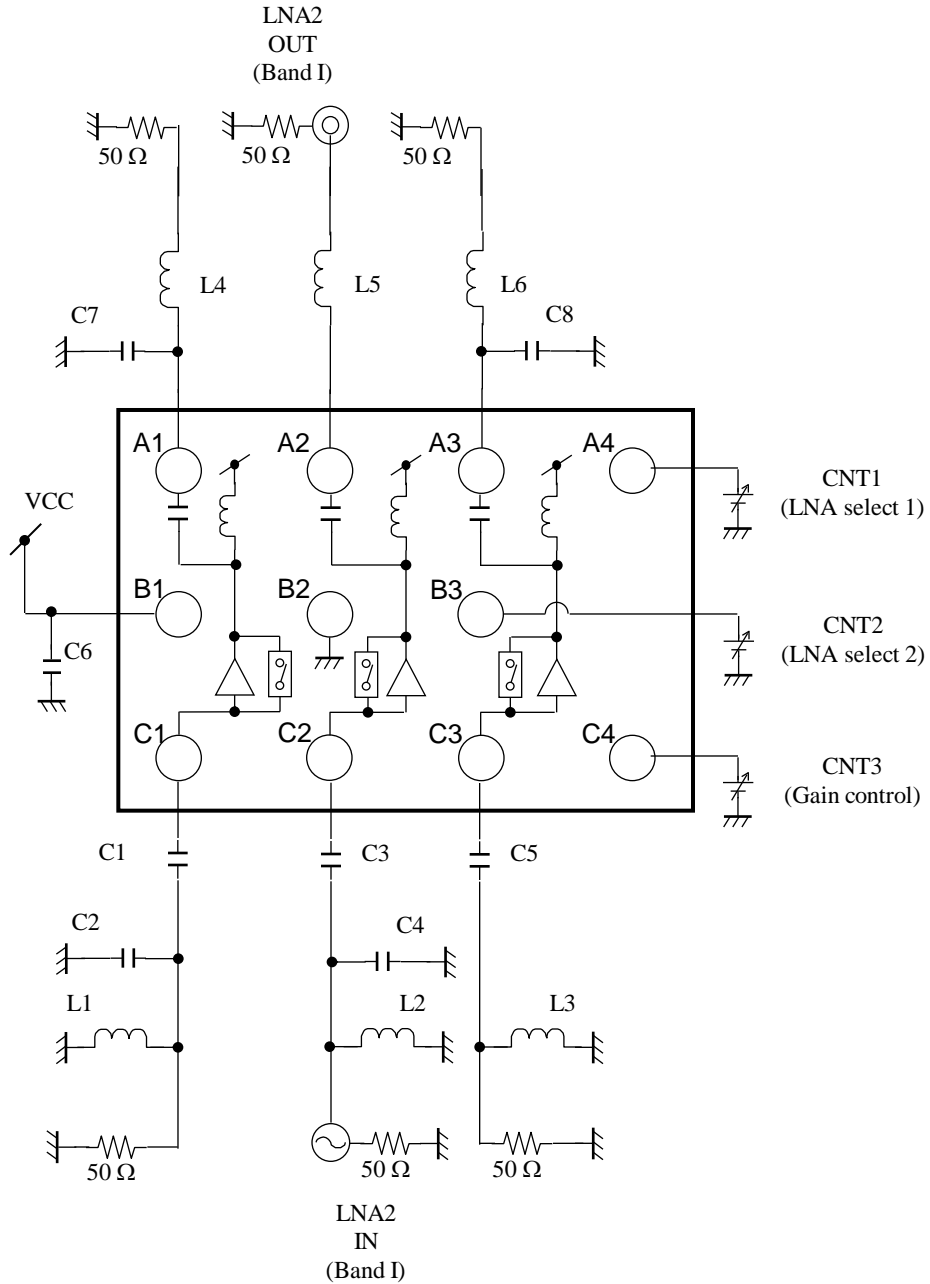 LNA2
OUT
(Band I)
50 Ω
50 Ω
50 Ω
L4
L5
L6
C7
C8
A1
A2
A3
A4
CNT1
(LNA select 1)
VCC
B1
B2
B3
CNT2
(LNA select 2)
C6
C1
C2
C3
C4
CNT3
(Gain control)
C1
C3
C5
C2
C4
L1
L2
L3
50 Ω
50 Ω
50 Ω
LNA2
IN
(Band I)